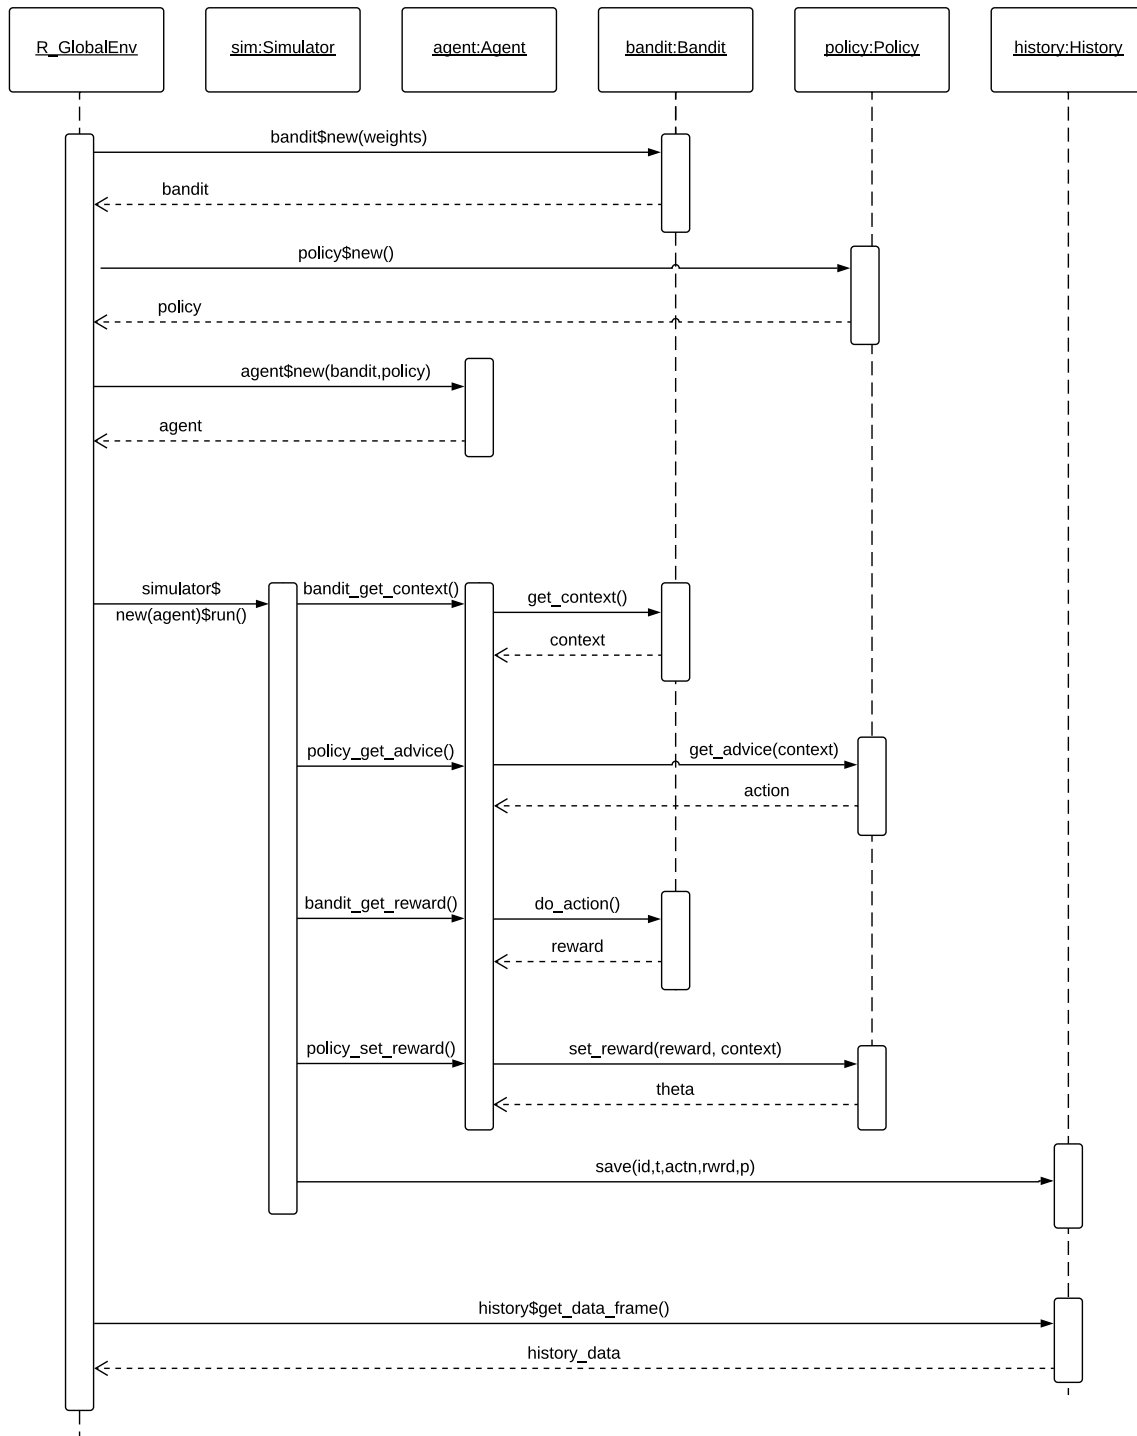 R_GlobalEnv
sim:Simulator
agent:Agent
bandit:Bandit
policy:Policy
history:History
bandit$new(weights)
bandit
policy$new()
policy
agent$new(bandit,policy)
agent
simulator$
new(agent)$run()
bandit_get_context()
get_context()
context
policy_get_advice()
get_advice(context)
action
bandit_get_reward()
do_action()
reward
policy_set_reward()
set_reward(reward, context)
theta
save(id,t,actn,rwrd,p)
history$get_data_frame()
history_data